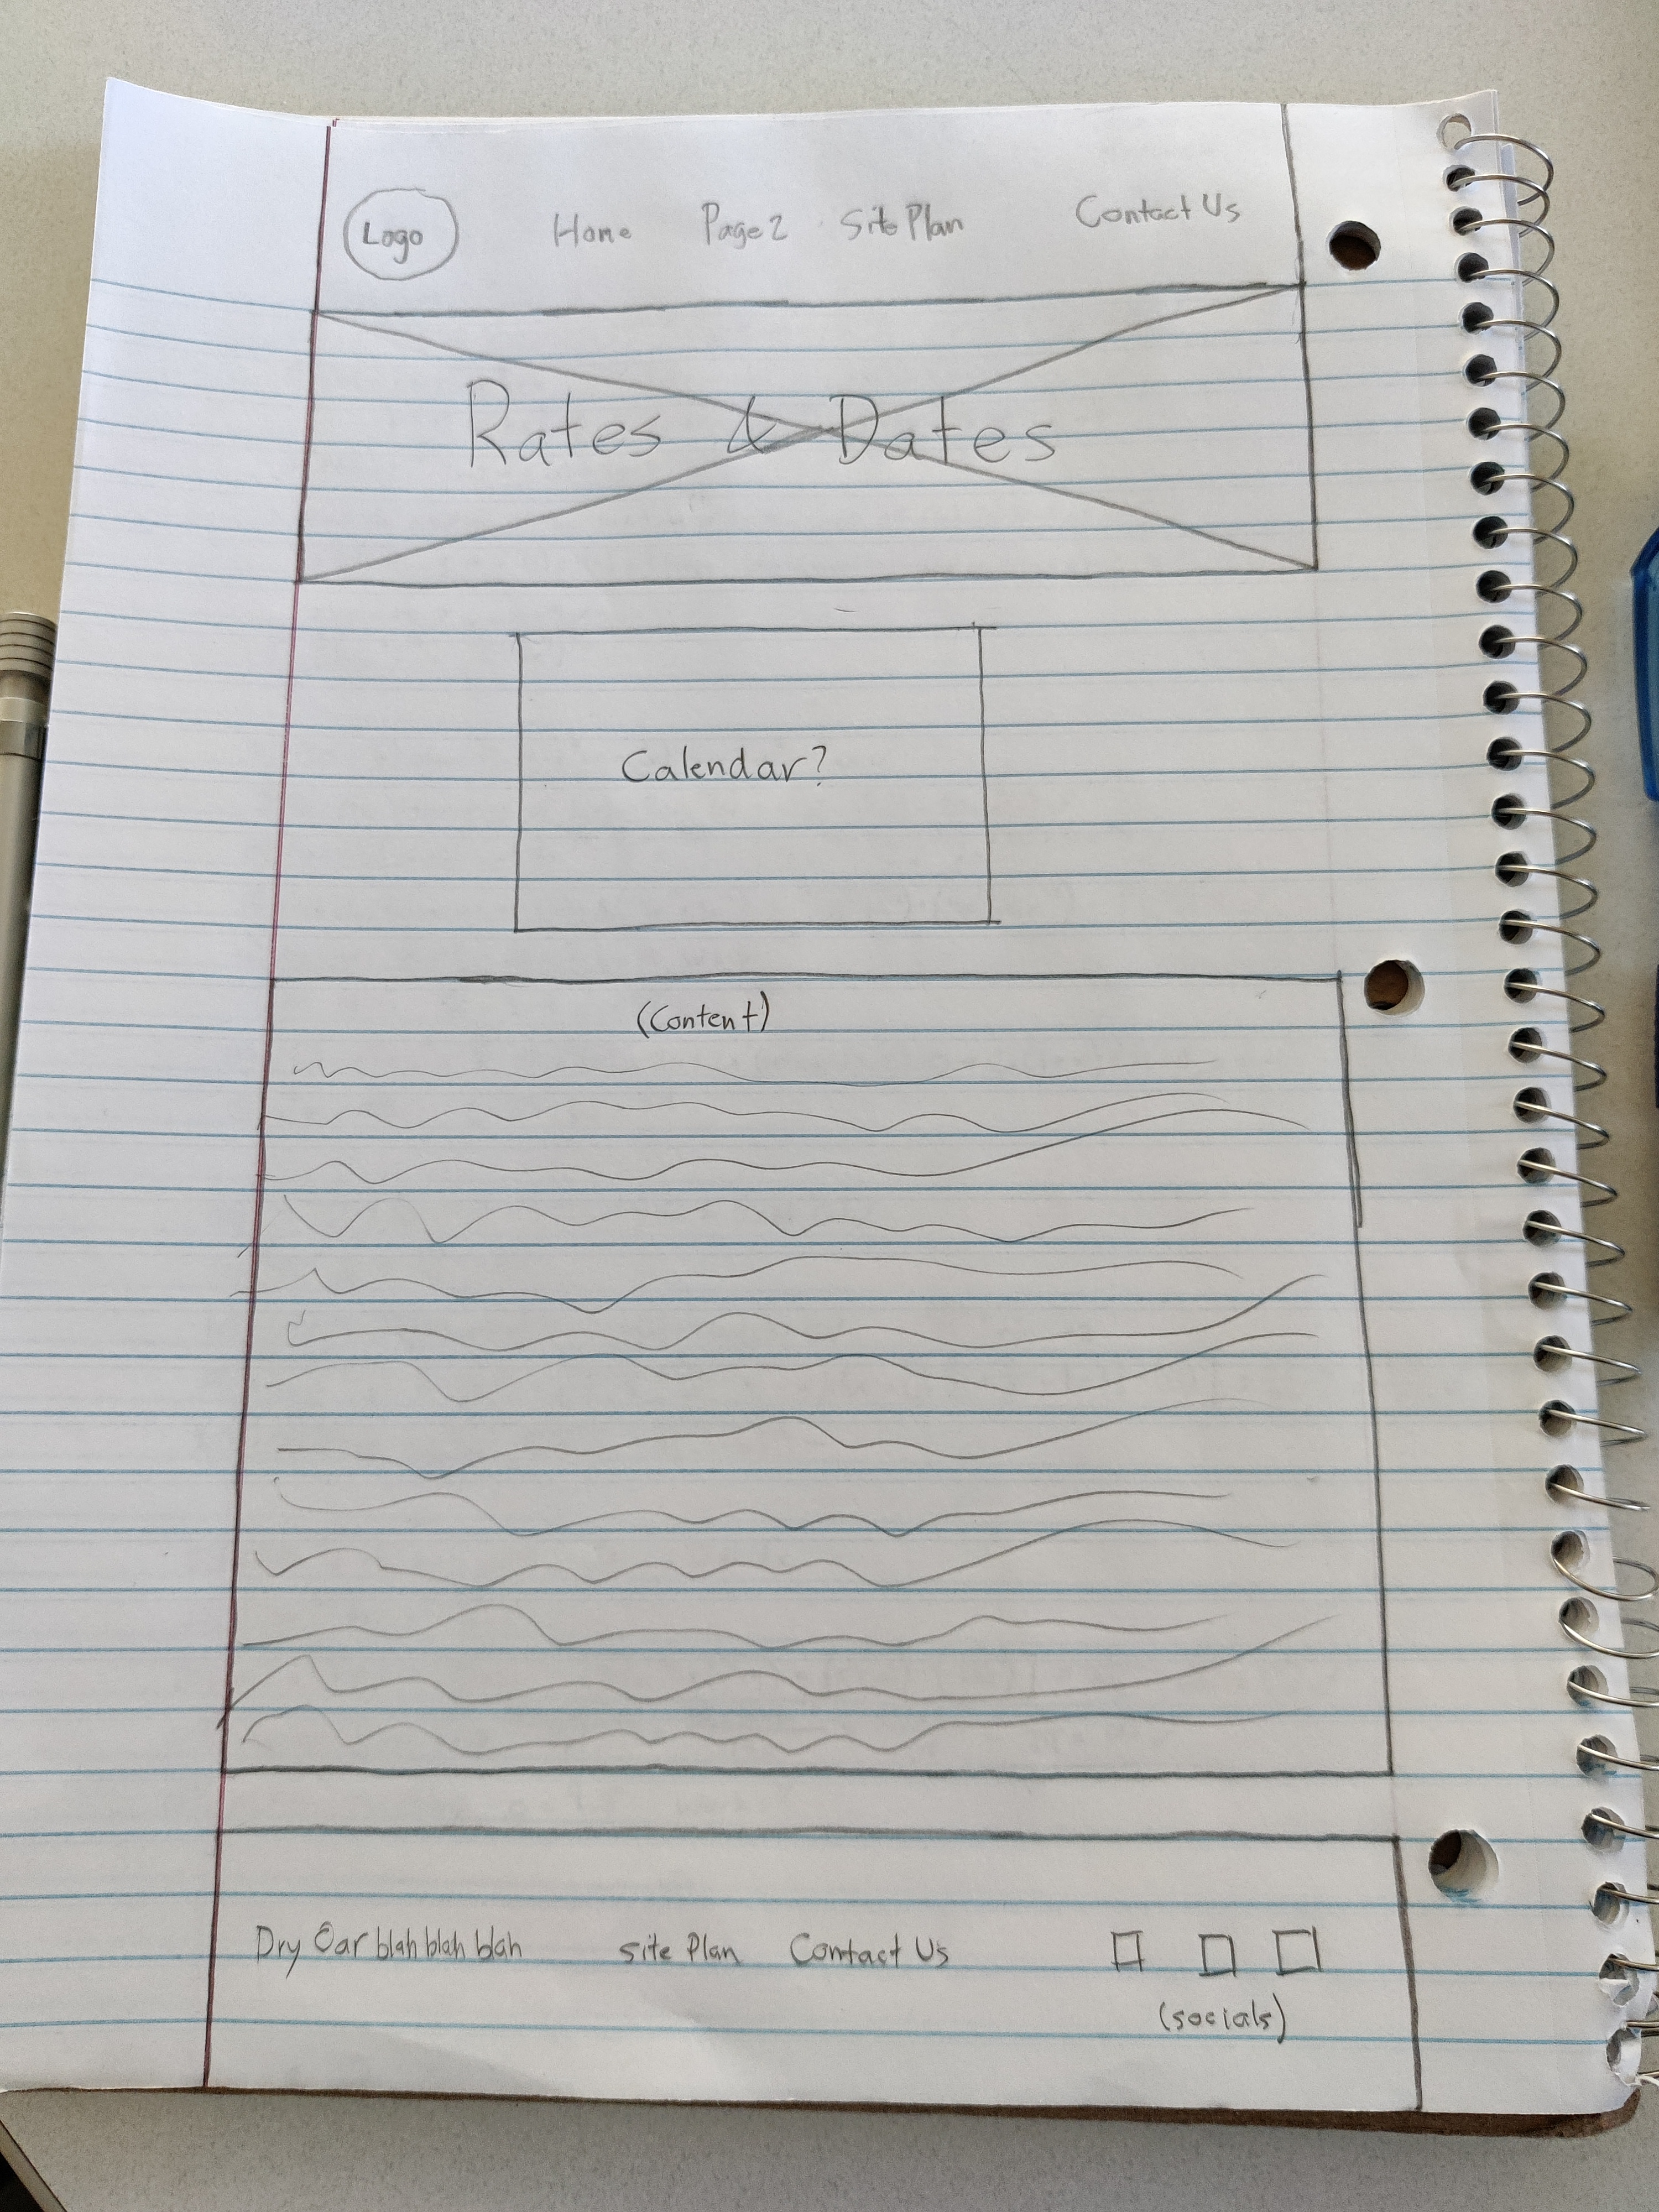 Logo Home Page 2 Site Plan Contact Us
Rates & Dates
Calendar?
(Content)
Dry Oar blah blah blah site Plan Contact Us
(socials)